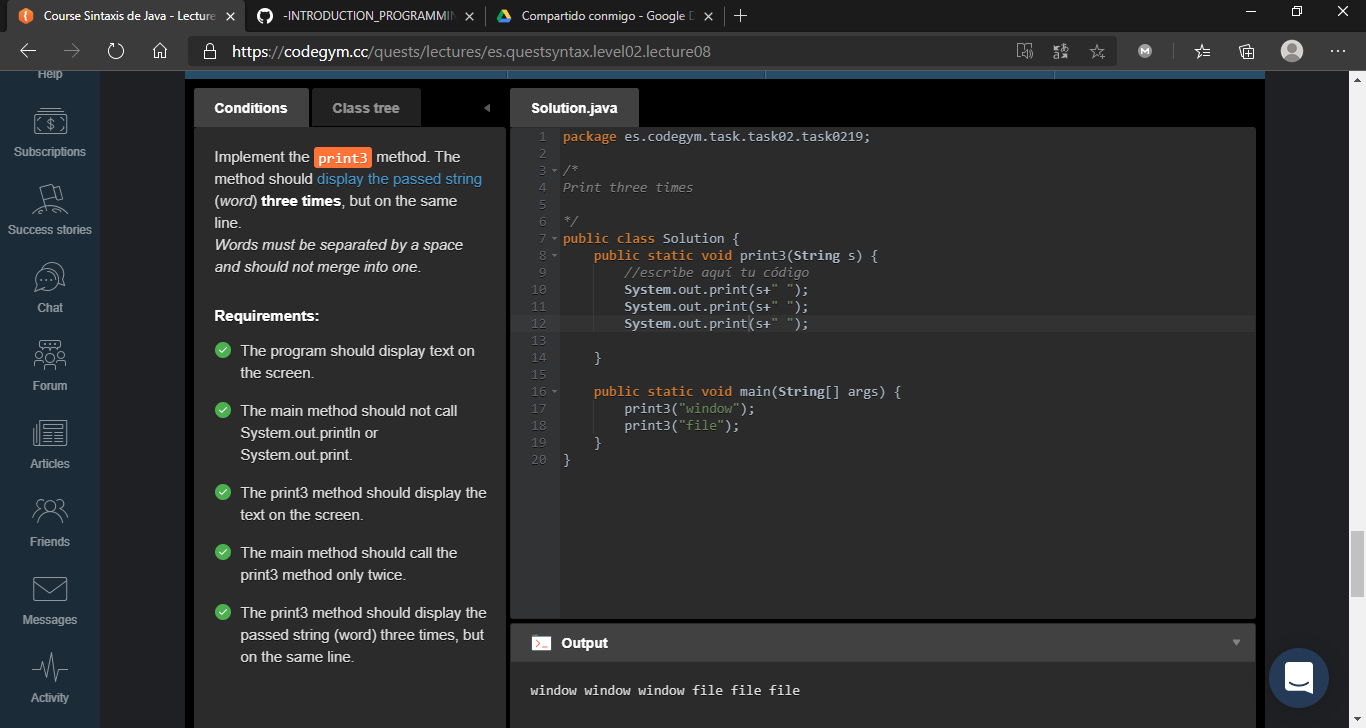 Course Sintaxis de Java - Lecture
-INTRODUCTION_PROGRAMMIN
Compartido conmigo - Google D
https://codegym.cc/quests/lectures/es.questsyntax.level02.lecture08
M
Help
Subscriptions
Success stories
Chat
Forum
Articles
Friends
Messages
Activity
Conditions
Class tree
Implement the print3 method. The
method should display the passed string
(word) three times, but on the same
line.
Words must be separated by a space
and should not merge into one.
Requirements:
The program should display text on
the screen.
The main method should not call
System.out.println or
System.out.print.
The print3 method should display the
text on the screen.
The main method should call the
print3 method only twice.
The print3 method should display the
passed string (word) three times, but
on the same line.
Solution.java
1 package es.codegym.task.task02.task0219;
2
3 /*
4 Print three times
5
6 */
7 public class Solution {
8 public static void print3(String s) {
9 //escribe aquí tu código
10 System.out.print(s+" ");
11 System.out.print(s+" ");
12 System.out.print(s+" ");
13
14 }
15
16 public static void main(String[] args) {
17 print3("window");
18 print3("file");
19 }
20 }
Output
window window window file file file